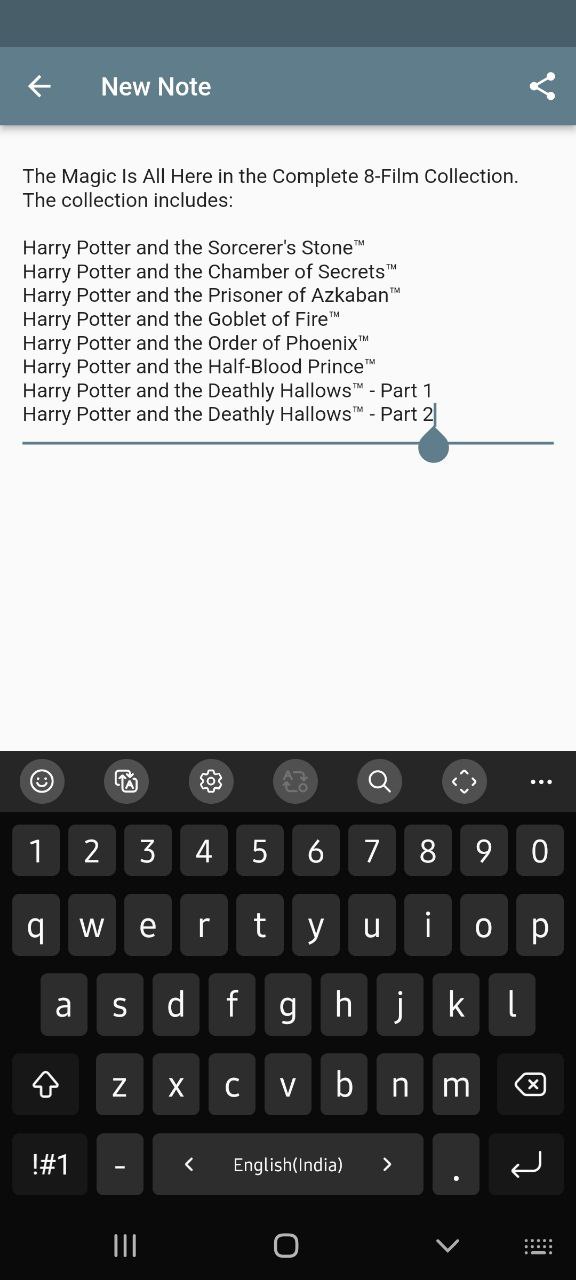 New Note
The Magic Is All Here in the Complete 8-Film Collection.
The collection includes:
Harry Potter and the Sorcerer's Stone™
Harry Potter and the Chamber of Secrets™
Harry Potter and the Prisoner of Azkaban™
Harry Potter and the Goblet of Fire™
Harry Potter and the Order of Phoenix™
Harry Potter and the Half-Blood Prince™
Harry Potter and the Deathly Hallows™ - Part 1
Harry Potter and the Deathly Hallows™ - Part 2
1 2 3 4 5 6 7 8 9 0
q w e r t y u i o p
a s d f g h j k l
z x c v b n m
!#1 - < English(India) > .